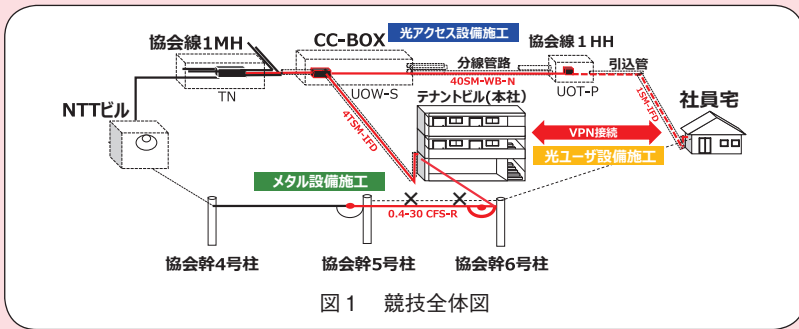 光アクセス設備施工
協会線1MH
CC-BOX
分線管路
協会線1HH
引込管
40SM-WB-N
TN
UOW-S
UOT-P
NTTビル
4TSM-IFD
テナントビル(本社)
1SM-IFD
社員宅
VPN接続
光ユーザ設備施工
メタル設備施工
0.4-30 CFS-R
協会幹4号柱
協会幹5号柱
協会幹6号柱
図1 競技全体図